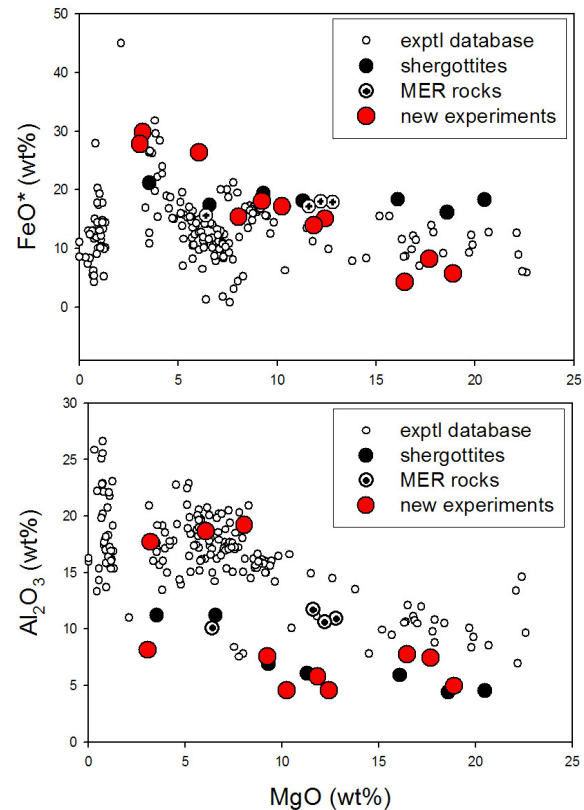 50
40
30
20
10
0
FeO* (wt%)
exptl database
shergottites
MER rocks
new experiments
0 5 10 15 20 25
30
25
20
15
10
5
0
Al₂O₃ (wt%)
exptl database
shergottites
MER rocks
new experiments
0 5 10 15 20 25
MgO (wt%)